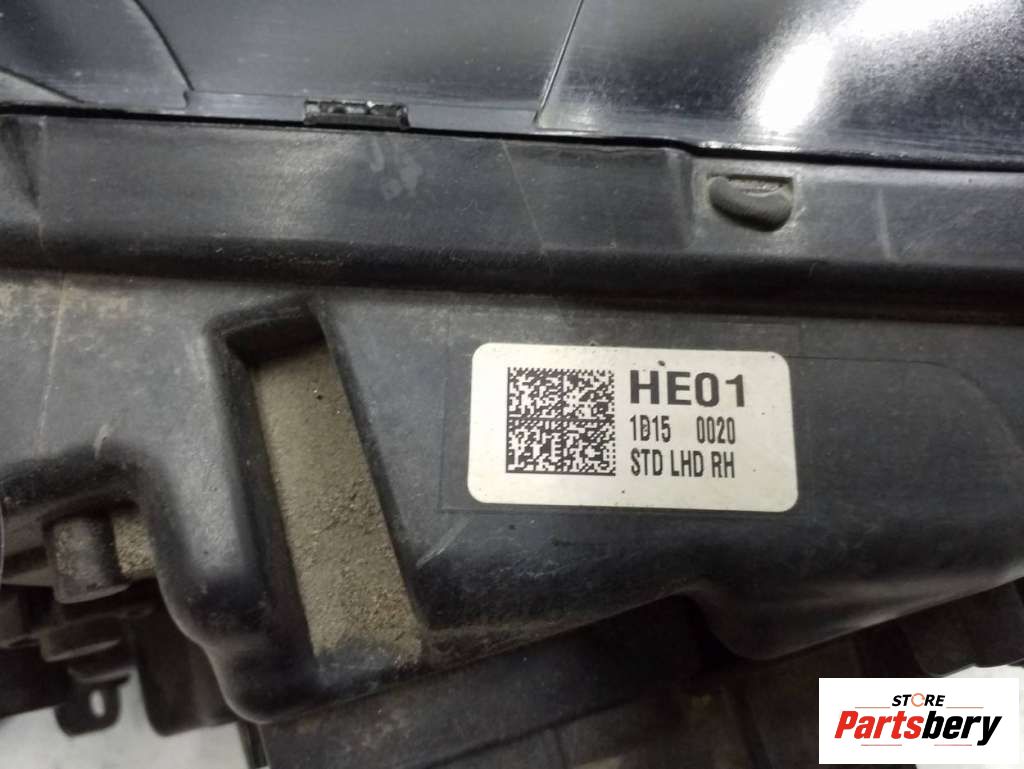 HE01
1D15 0020
STD LHD RH
STORE
Partsbery